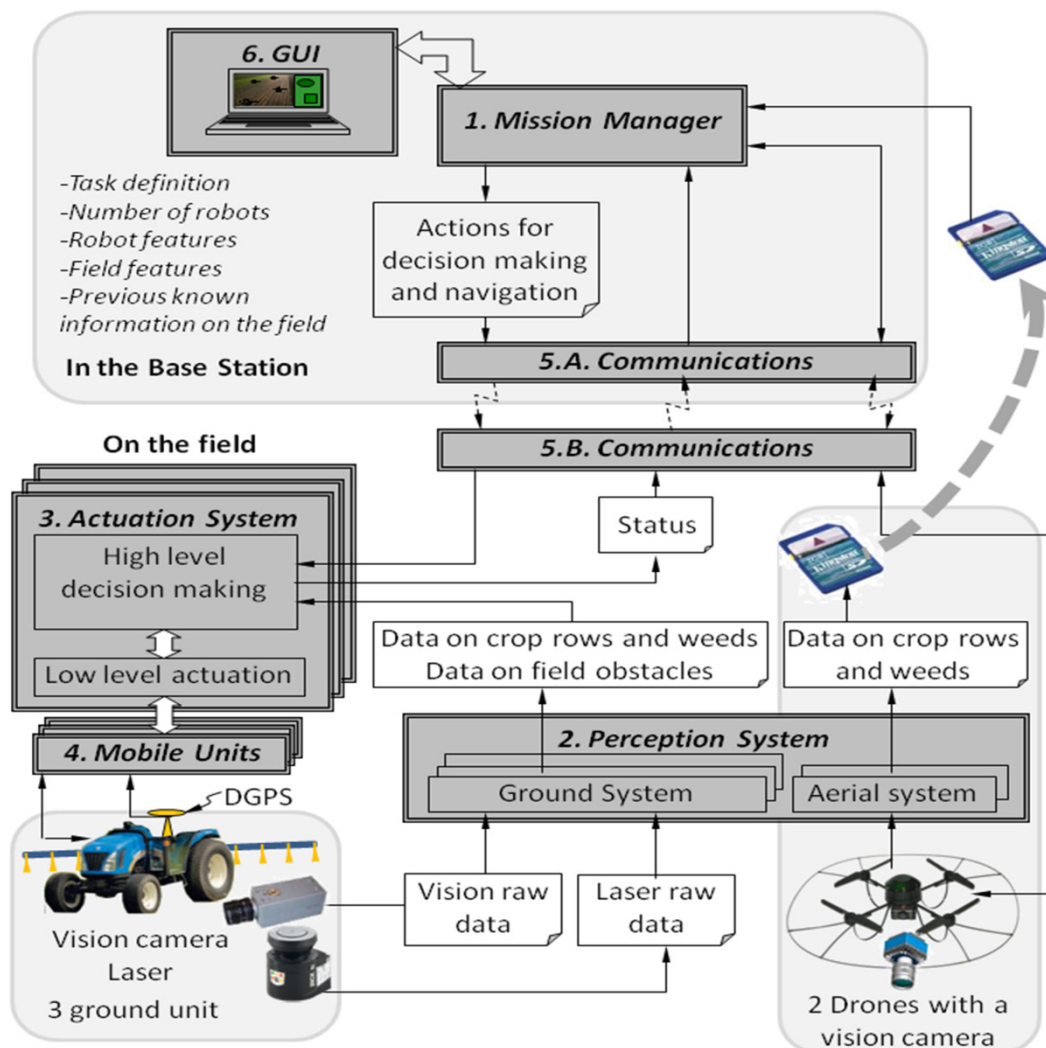 6. GUI
1. Mission Manager
-Task definition
-Number of robots
-Robot features
-Field features
-Previous known
information on the field
In the Base Station
Actions for
decision making
and navigation
5.A. Communications
5.B. Communications
On the field
3. Actuation System
High level
decision making
Low level actuation
4. Mobile Units
Status
Data on crop rows and weeds
Data on field obstacles
Data on crop rows
and weeds
2. Perception System
Ground System
Aerial system
DGPS
Vision raw
data
Laser raw
data
Vision camera
Laser
3 ground unit
2 Drones with a
vision camera
Kingston
Kingston